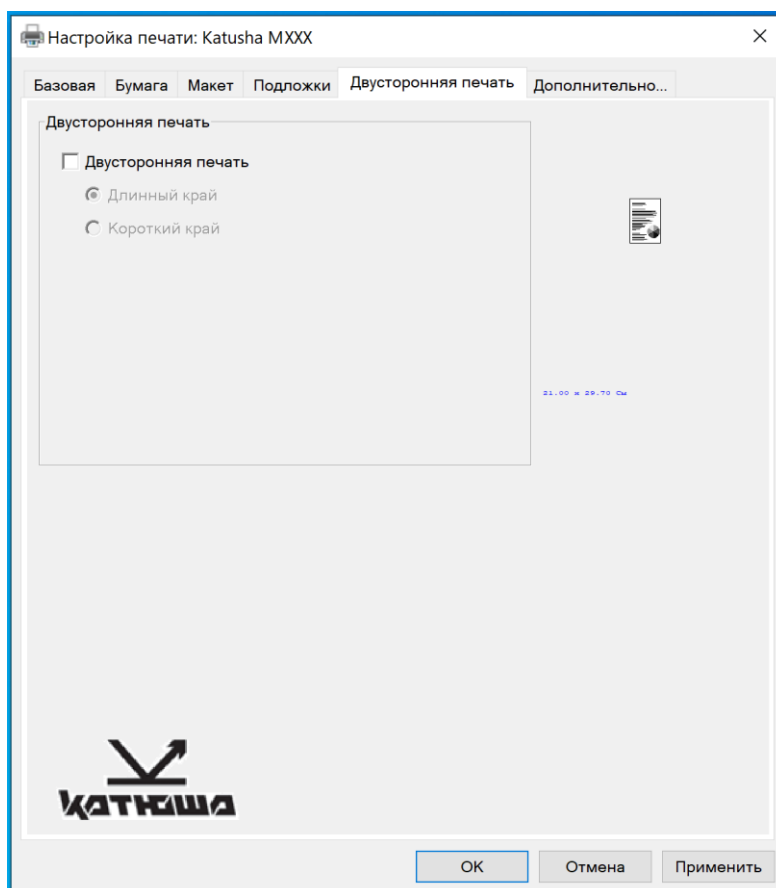 Настройка печати: Katusha MXXX
Базовая Бумага Макет Подложки Двусторонняя печать Дополнительно...
Двусторонняя печать
Двусторонняя печать
Длинный край
Короткий край
21.00 x 29.70 См
катюша
OK Отмена Применить